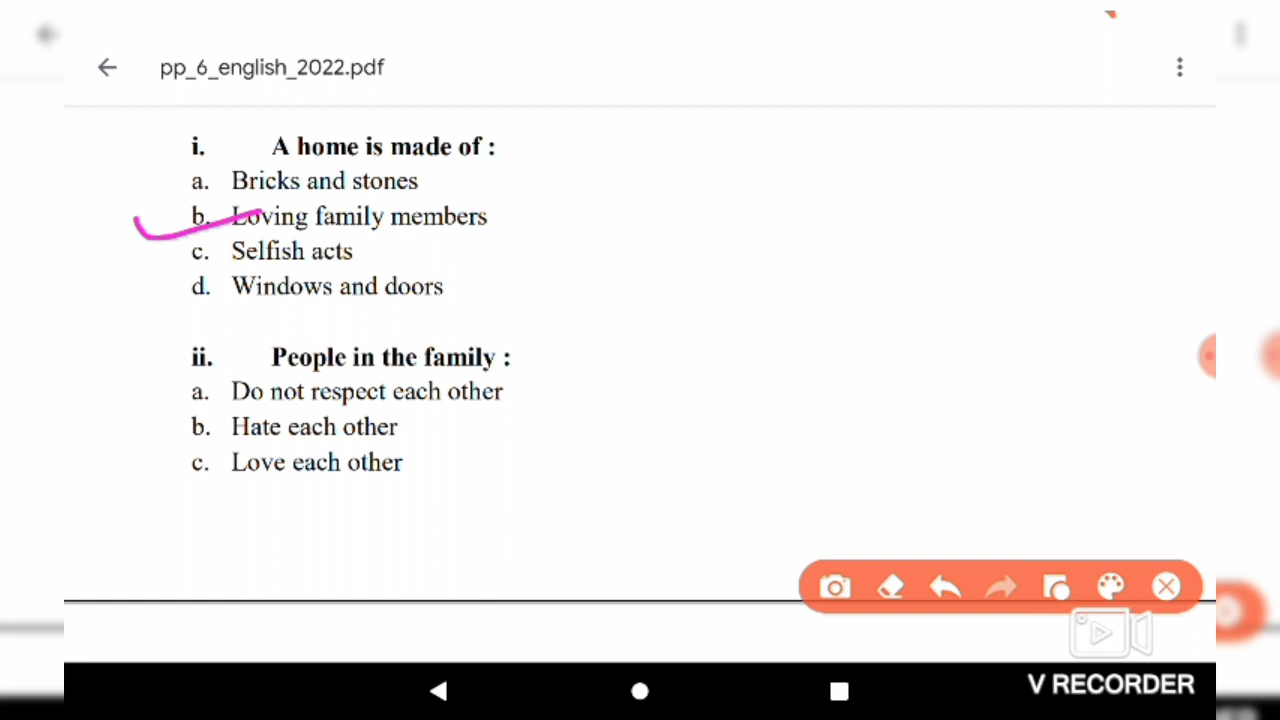 pp_6_english_2022.pdf
i. A home is made of :
a. Bricks and stones
b. Loving family members
c. Selfish acts
d. Windows and doors
ii. People in the family :
a. Do not respect each other
b. Hate each other
c. Love each other
V RECORDER